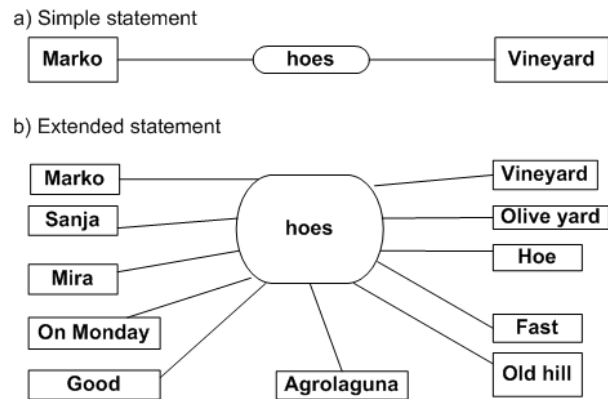 a) Simple statement
Marko
hoes
Vineyard
b) Extended statement
Marko
Sanja
Mira
On Monday
Good
hoes
Agrolaguna
Vineyard
Olive yard
Hoe
Fast
Old hill